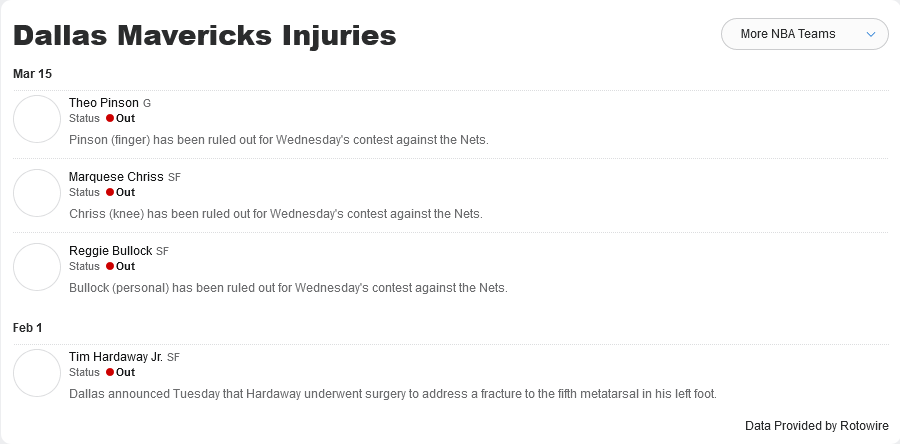 Dallas Mavericks Injuries
More NBA Teams
Mar 15
Theo Pinson G
Status Out
Pinson (finger) has been ruled out for Wednesday's contest against the Nets.
Marquese Chriss SF
Status Out
Chriss (knee) has been ruled out for Wednesday's contest against the Nets.
Reggie Bullock SF
Status Out
Bullock (personal) has been ruled out for Wednesday's contest against the Nets.
Feb 1
Tim Hardaway Jr. SF
Status Out
Dallas announced Tuesday that Hardaway underwent surgery to address a fracture to the fifth metatarsal in his left foot.
Data Provided by Rotowire